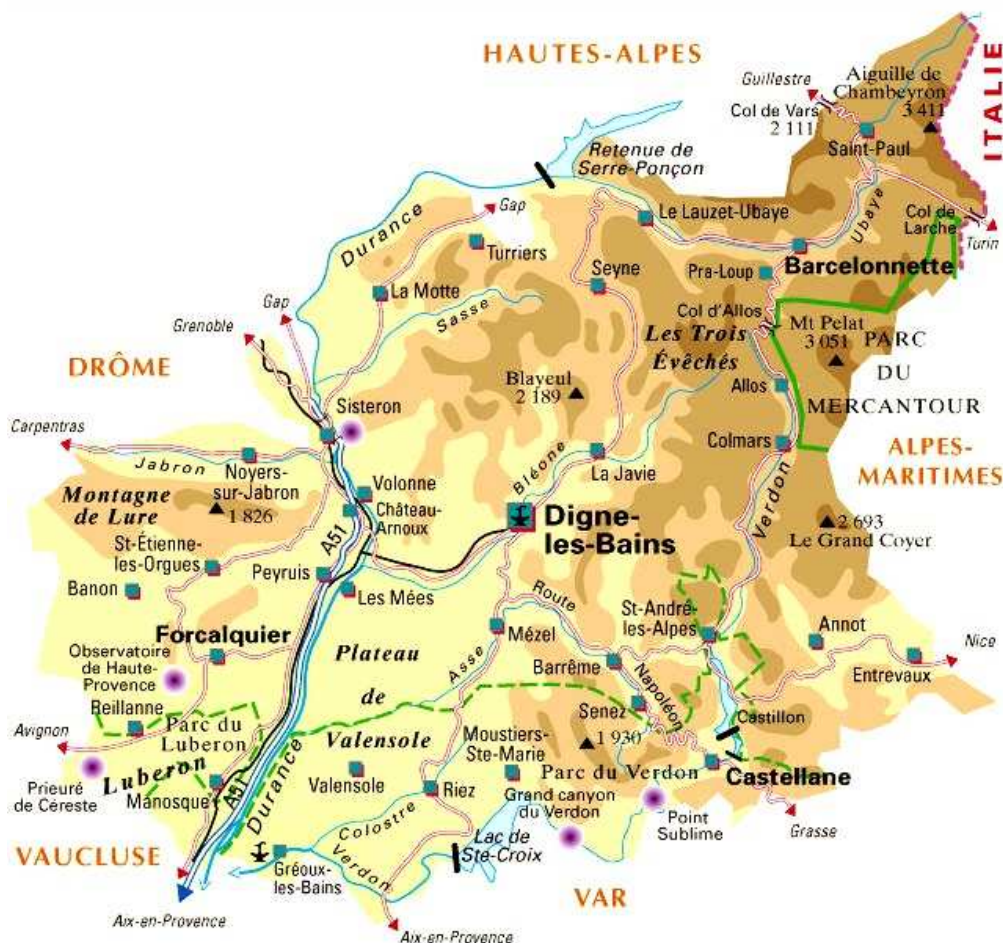 HAUTES-ALPES
ITALIE
Guillestre
Aiguille de
Chambeyron
3 411
Col de Vars
2 111
Saint-Paul
Retenue de
Serre-Ponçon
Gap
Durance
Le Lauzet-Ubaye
Ubaye
Col de
Larche
Turin
Turriers
Barcelonnette
Seyne
Pra-Loup
La Motte
Gap
Sasse
Col d'Allos
Grenoble
Les Trois
Évêchés
Mt Pelat
3 051
PARC
DU
MERCANTOUR
DRÔME
Blayeul
2 189
Allos
Sisteron
Carpentras
Colmars
ALPES-
MARITIMES
Jabron
Noyers-
sur-Jabron
La Javie
Bléone
Montagne
de Lure
1 826
Volonne
Château-
Arnoux
Verdon
Digne-
les-Bains
2 693
Le Grand Coyer
A51
St-Étienne-
les-Orgues
Banon
Peyruis
Les Mées
Route
Napoléon
St-André-
les-Alpes
Annot
Forcalquier
Mézel
Nice
Observatoire
de Haute-
Provence
Plateau
de
Valensole
Asse
Barrême
Entrevaux
Reillanne
Senez
Castillon
Avignon
Parc du
Luberon
Luberon
Moustiers-
Ste-Marie
1 930
Parc du Verdon
Castellane
Prieuré
de Céreste
Manosque
A51
Durance
Valensole
Riez
Grand canyon
du Verdon
Point
Sublime
Grasse
Colostre
VAUCLUSE
Verdon
Lac de
Ste-Croix
Gréoux-
les-Bains
VAR
Aix-en-Provence
Aix-en-Provence